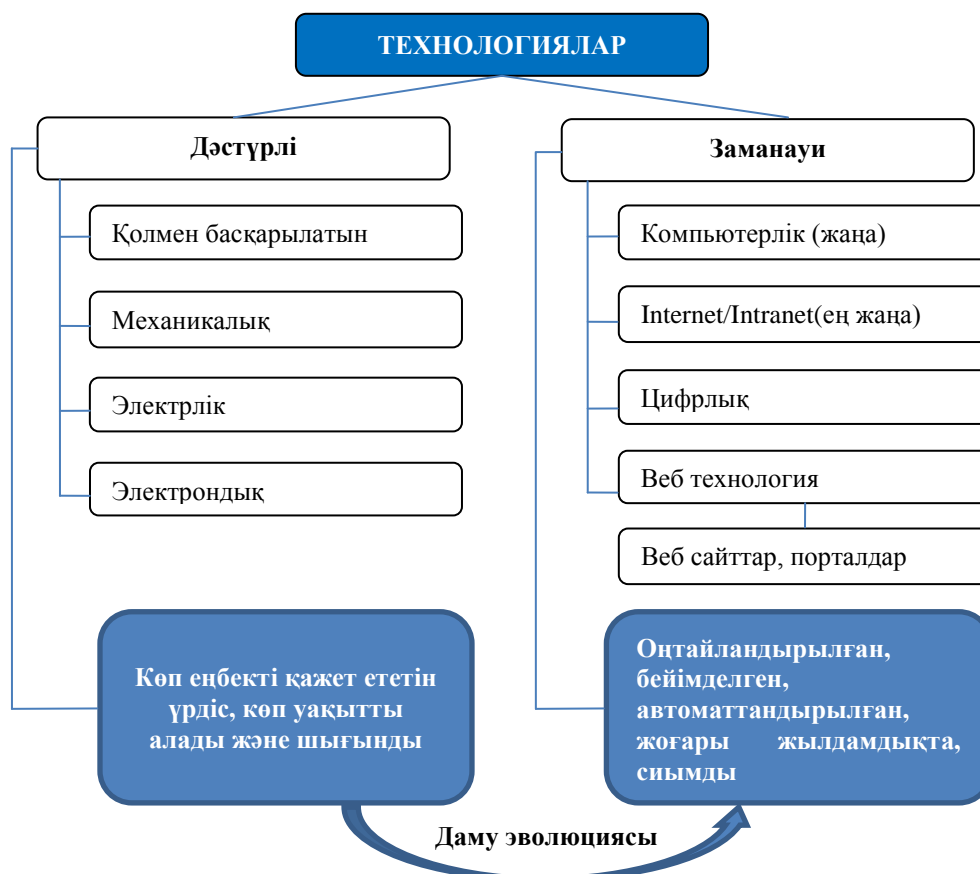 ТЕХНОЛОГИЯЛАР
Дәстүрлі
Қолмен басқарылатын
Механикалық
Электрлік
Электрондық
Көп еңбекті қажет ететін
үрдіс, көп уақытты
алады және шығынды
Заманауи
Компьютерлік (жаңа)
Internet/Intranet(ең жаңа)
Цифрлық
Веб технология
Веб сайттар, порталдар
Оңтайландырылған,
бейімделген,
автоматтандырылған,
жоғары жылдамдықта,
сиымды
Даму эволюциясы